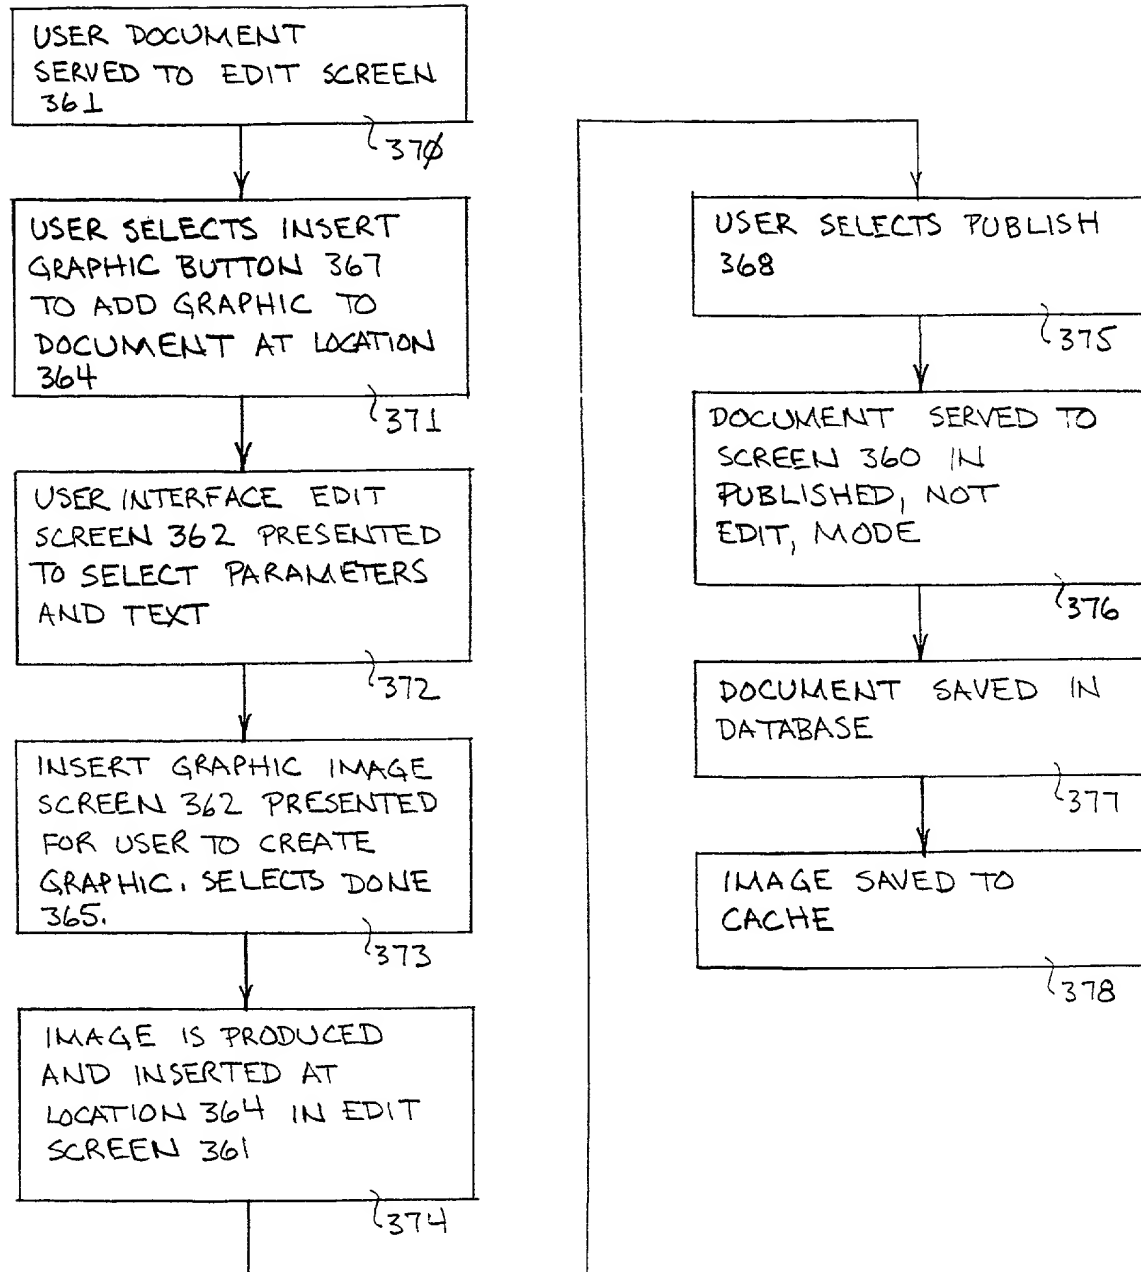 USER DOCUMENT
SERVED TO EDIT SCREEN
361
370
USER SELECTS INSERT
GRAPHIC BUTTON 367
TO ADD GRAPHIC TO
DOCUMENT AT LOCATION
364
371
USER INTERFACE EDIT
SCREEN 362 PRESENTED
TO SELECT PARAMETERS
AND TEXT
372
INSERT GRAPHIC IMAGE
SCREEN 362 PRESENTED
FOR USER TO CREATE
GRAPHIC. SELECTS DONE
365.
373
IMAGE IS PRODUCED
AND INSERTED AT
LOCATION 364 IN EDIT
SCREEN 361
374
USER SELECTS PUBLISH
368
375
DOCUMENT SERVED TO
SCREEN 360 IN
PUBLISHED, NOT
EDIT, MODE
376
DOCUMENT SAVED IN
DATABASE
377
IMAGE SAVED TO
CACHE
378